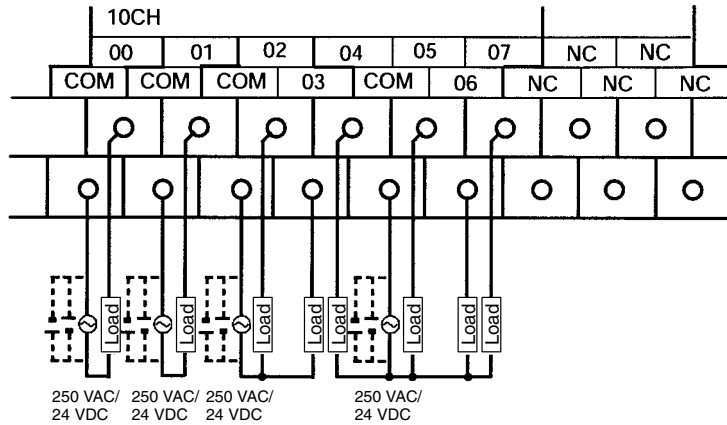 10CH
00 01 02 04 05 07 NC NC
COM COM COM 03 COM 06 NC NC NC
Load Load Load Load Load Load Load Load
250 VAC/ 250 VAC/ 250 VAC/ 250 VAC/
24 VDC 24 VDC 24 VDC 24 VDC